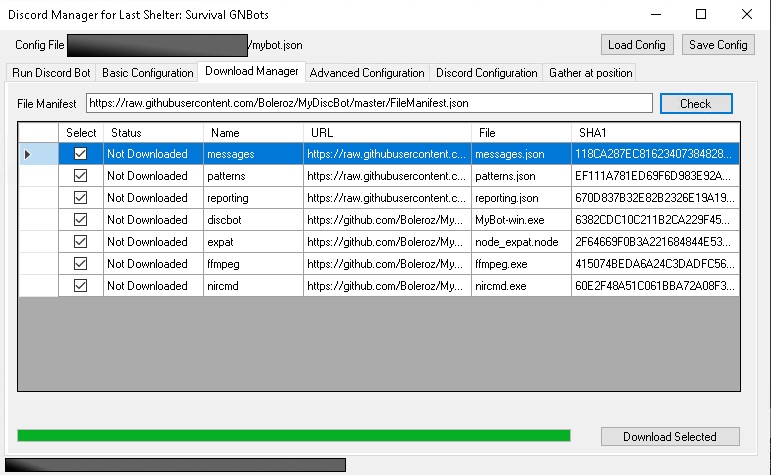 Discord Manager for Last Shelter: Survival GNBots
Config File /mybot.json Load Config Save Config
Run Discord Bot Basic Configuration Download Manager Advanced Configuration Discord Configuration Gather at position
File Manifest https://raw.githubusercontent.com/Boleroz/MyDiscBot/master/FileManifest.json Check
Select Status Name URL File SHA1
Not Downloaded messages https://raw.githubusercontent.c... messages.json 118CA287EC81623407384828...
Not Downloaded patterns https://raw.githubusercontent.c... patterns.json EF111A781ED69F6D983E92A...
Not Downloaded reporting https://raw.githubusercontent.c... reporting.json 670D837B32E82B2326E19A19...
Not Downloaded discbot https://github.com/Boleroz/My... MyBot-win.exe 6382CDC10C211B2CA229F45...
Not Downloaded expat https://github.com/Boleroz/My... node_expat.node 2F64669F0B3A221684844E53...
Not Downloaded ffmpeg https://github.com/Boleroz/My... ffmpeg.exe 415074BEDA6A24C3DADFC56...
Not Downloaded nircmd https://github.com/Boleroz/My... nircmd.exe 60E2F48A51C061BBA72A08F3...
Download Selected